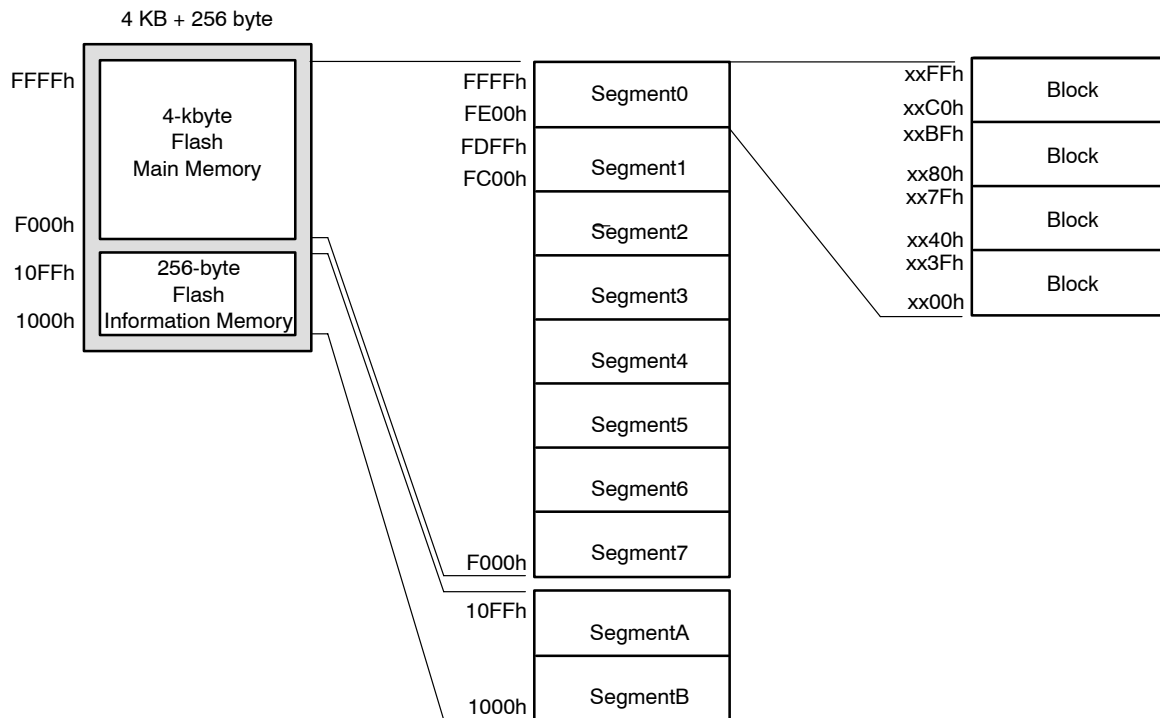 4 KB + 256 byte
FFFFh
4-kbyte
Flash
Main Memory
F000h
10FFh
256-byte
Flash
Information Memory
1000h
FFFFh
FE00h
FDFFh
FC00h
Segment0
Segment1
Segment2
Segment3
Segment4
Segment5
Segment6
Segment7
F000h
10FFh
SegmentA
SegmentB
1000h
xxFFh
Block
xxC0h
xxBFh
Block
xx80h
xx7Fh
Block
xx40h
xx3Fh
Block
xx00h